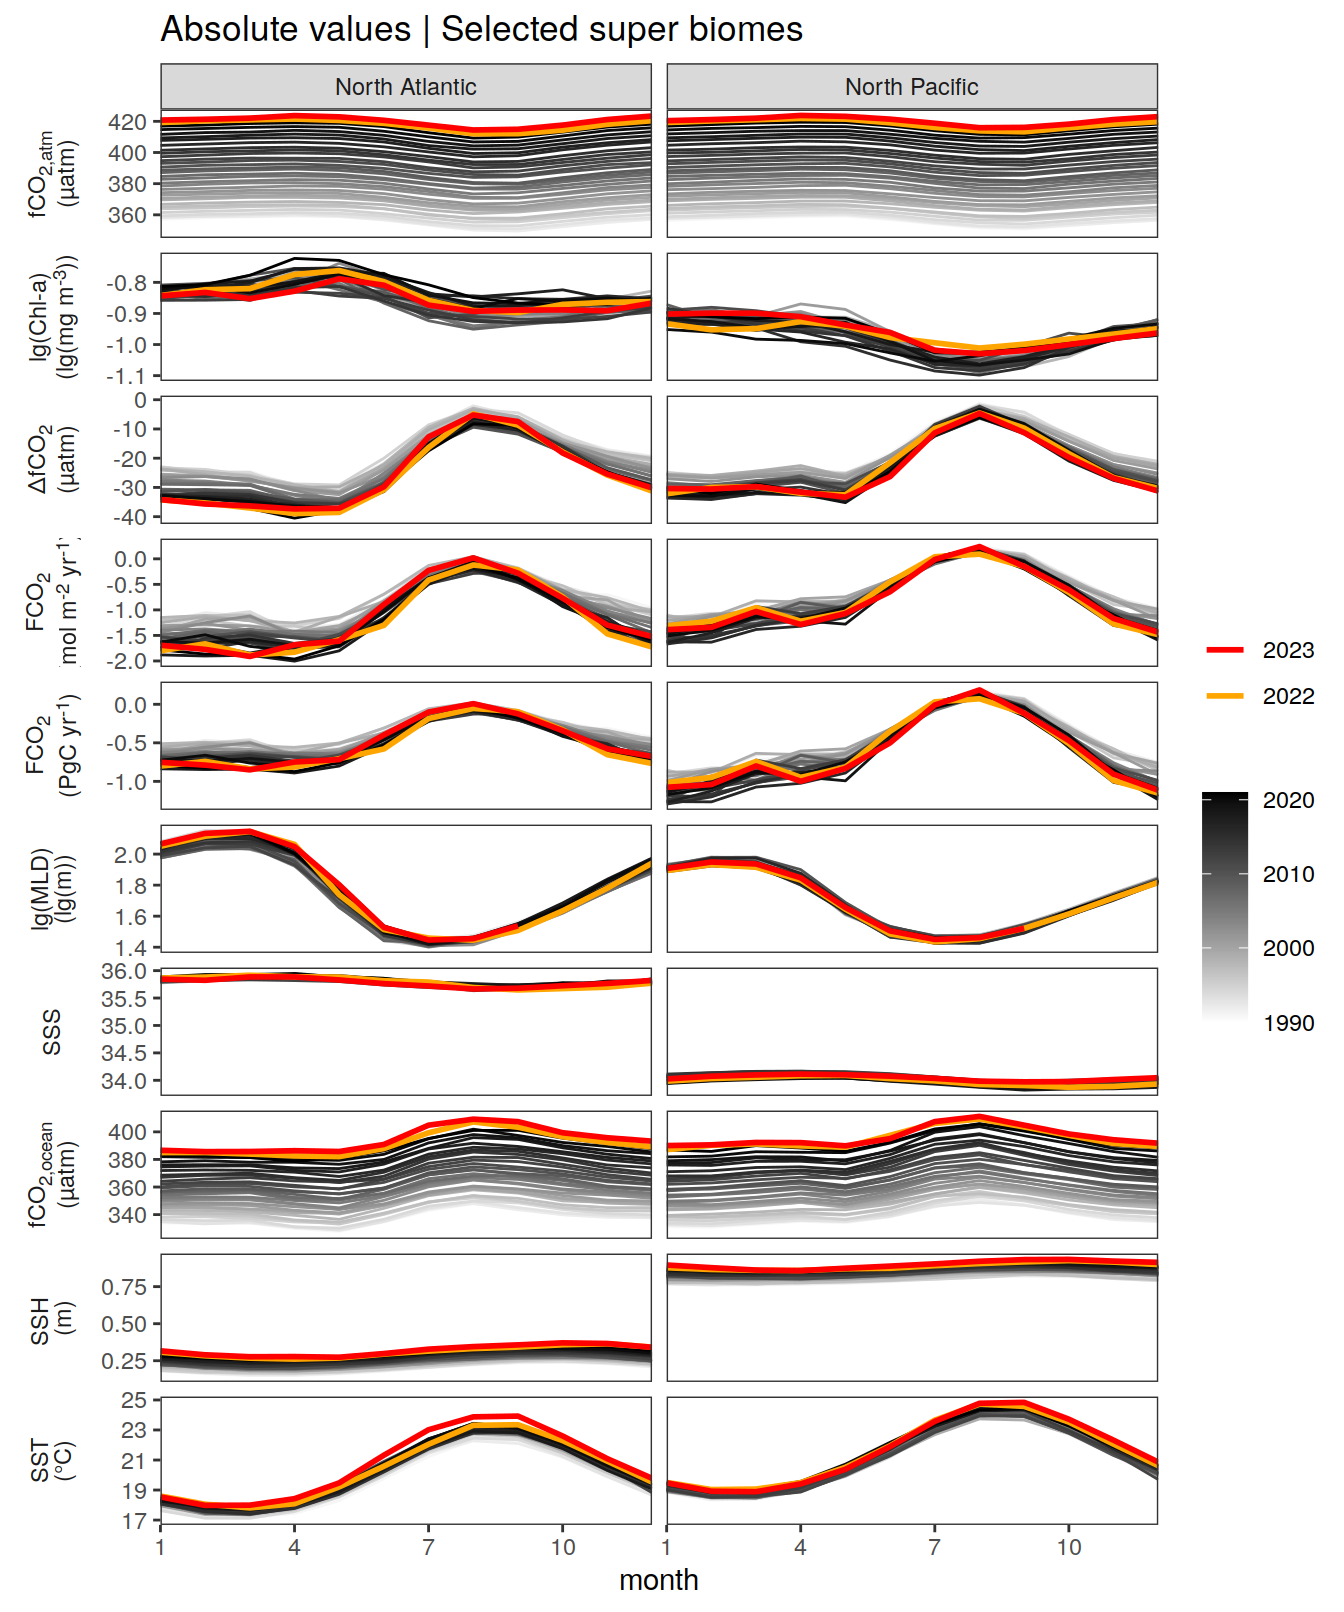 Absolute values | Selected super biomes
North Atlantic
North Pacific
fCO2,atm
(µatm)
420
400
380
360
lg(Chl-a)
(lg(mg m-3))
-0.8
-0.9
-1.0
-1.1
ΔfCO2
(µatm)
0
-10
-20
-30
-40
FCO2
mol m-2 yr-1
0.0
-0.5
-1.0
-1.5
-2.0
FCO2
(PgC yr-1)
0.0
-0.5
-1.0
lg(MLD)
(lg(m))
2.0
1.8
1.6
1.4
SSS
36.0
35.5
35.0
34.5
34.0
fCO2,ocean
(µatm)
400
380
360
340
SSH
(m)
0.75
0.50
0.25
SST
(°C)
25
23
21
19
17
1 4 7 10
1 4 7 10
month
2023
2022
2020
2010
2000
1990